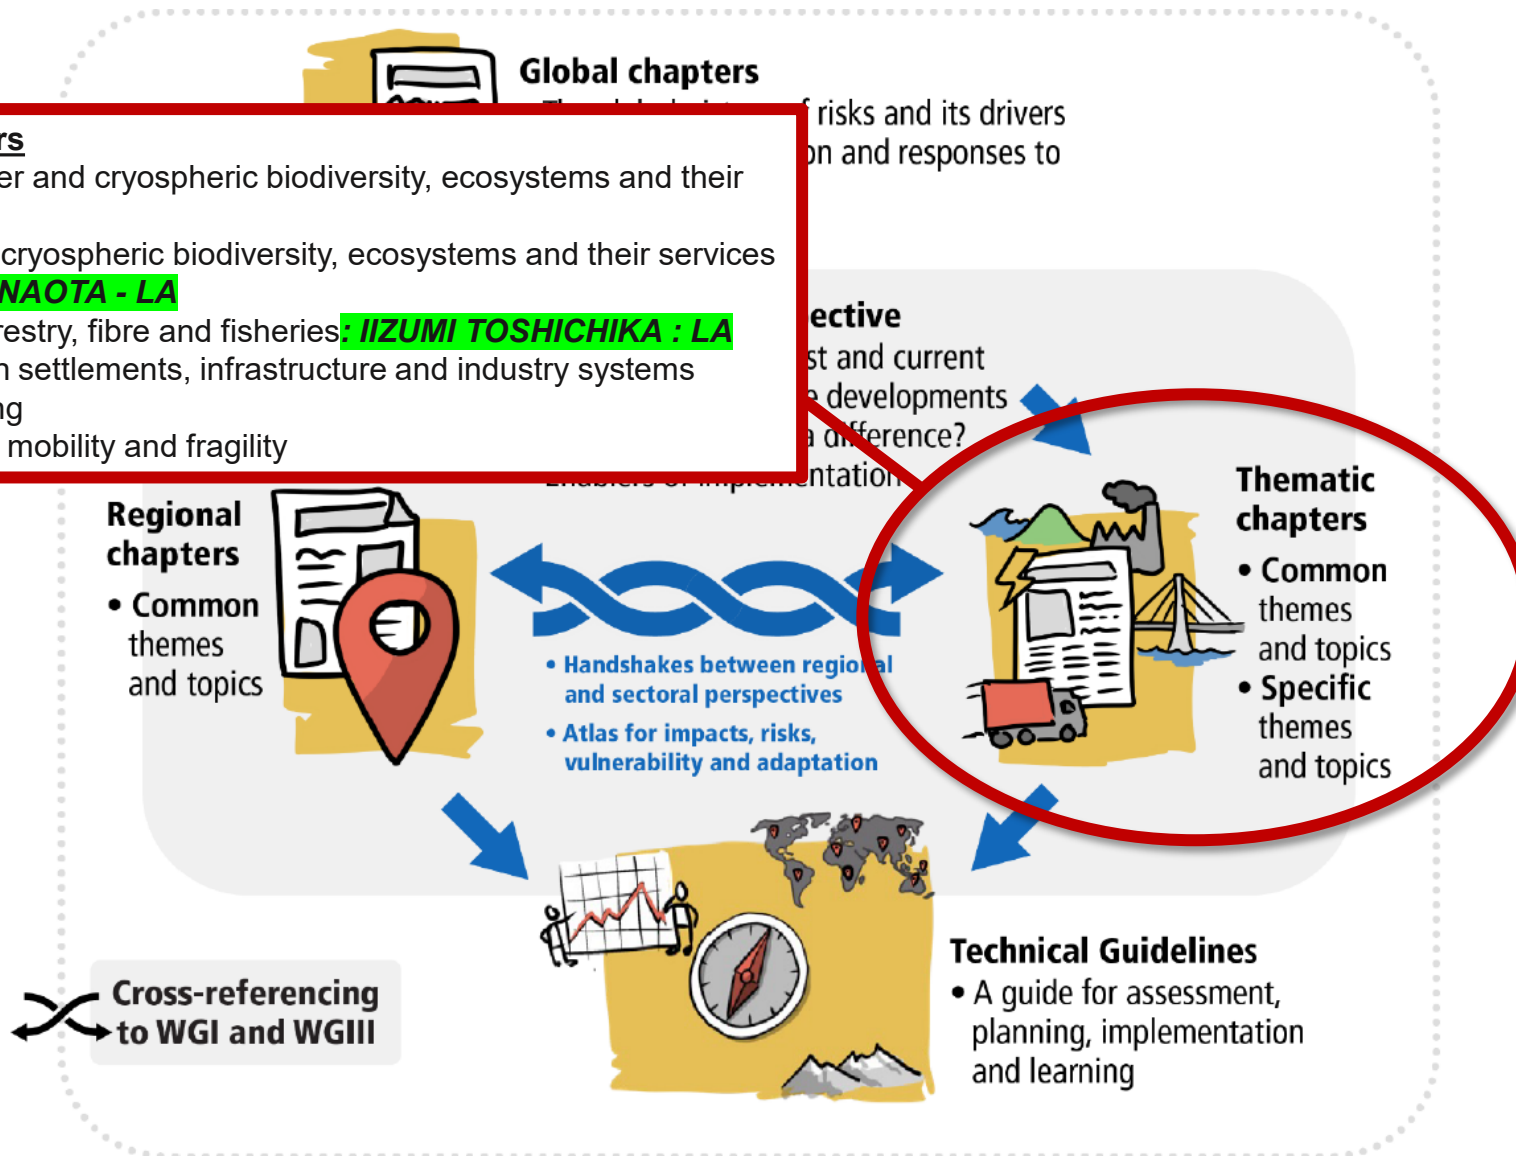 Global chapters
risks and its drivers
on and responses to
rs
er and cryospheric biodiversity, ecosystems and their
cryospheric biodiversity, ecosystems and their services
NAOTA - LA
restry, fibre and fisheries: IIZUMI TOSHICHIKA : LA
n settlements, infrastructure and industry systems
ng
mobility and fragility
ective
st and current
e developments
a difference?
Enablers of implementation
Regional
chapters
• Common
themes
and topics
• Handshakes between regional
and sectoral perspectives
• Atlas for impacts, risks,
vulnerability and adaptation
Thematic
chapters
• Common
themes
and topics
• Specific
themes
and topics
Technical Guidelines
• A guide for assessment,
planning, implementation
and learning
Cross-referencing
to WGI and WGIII